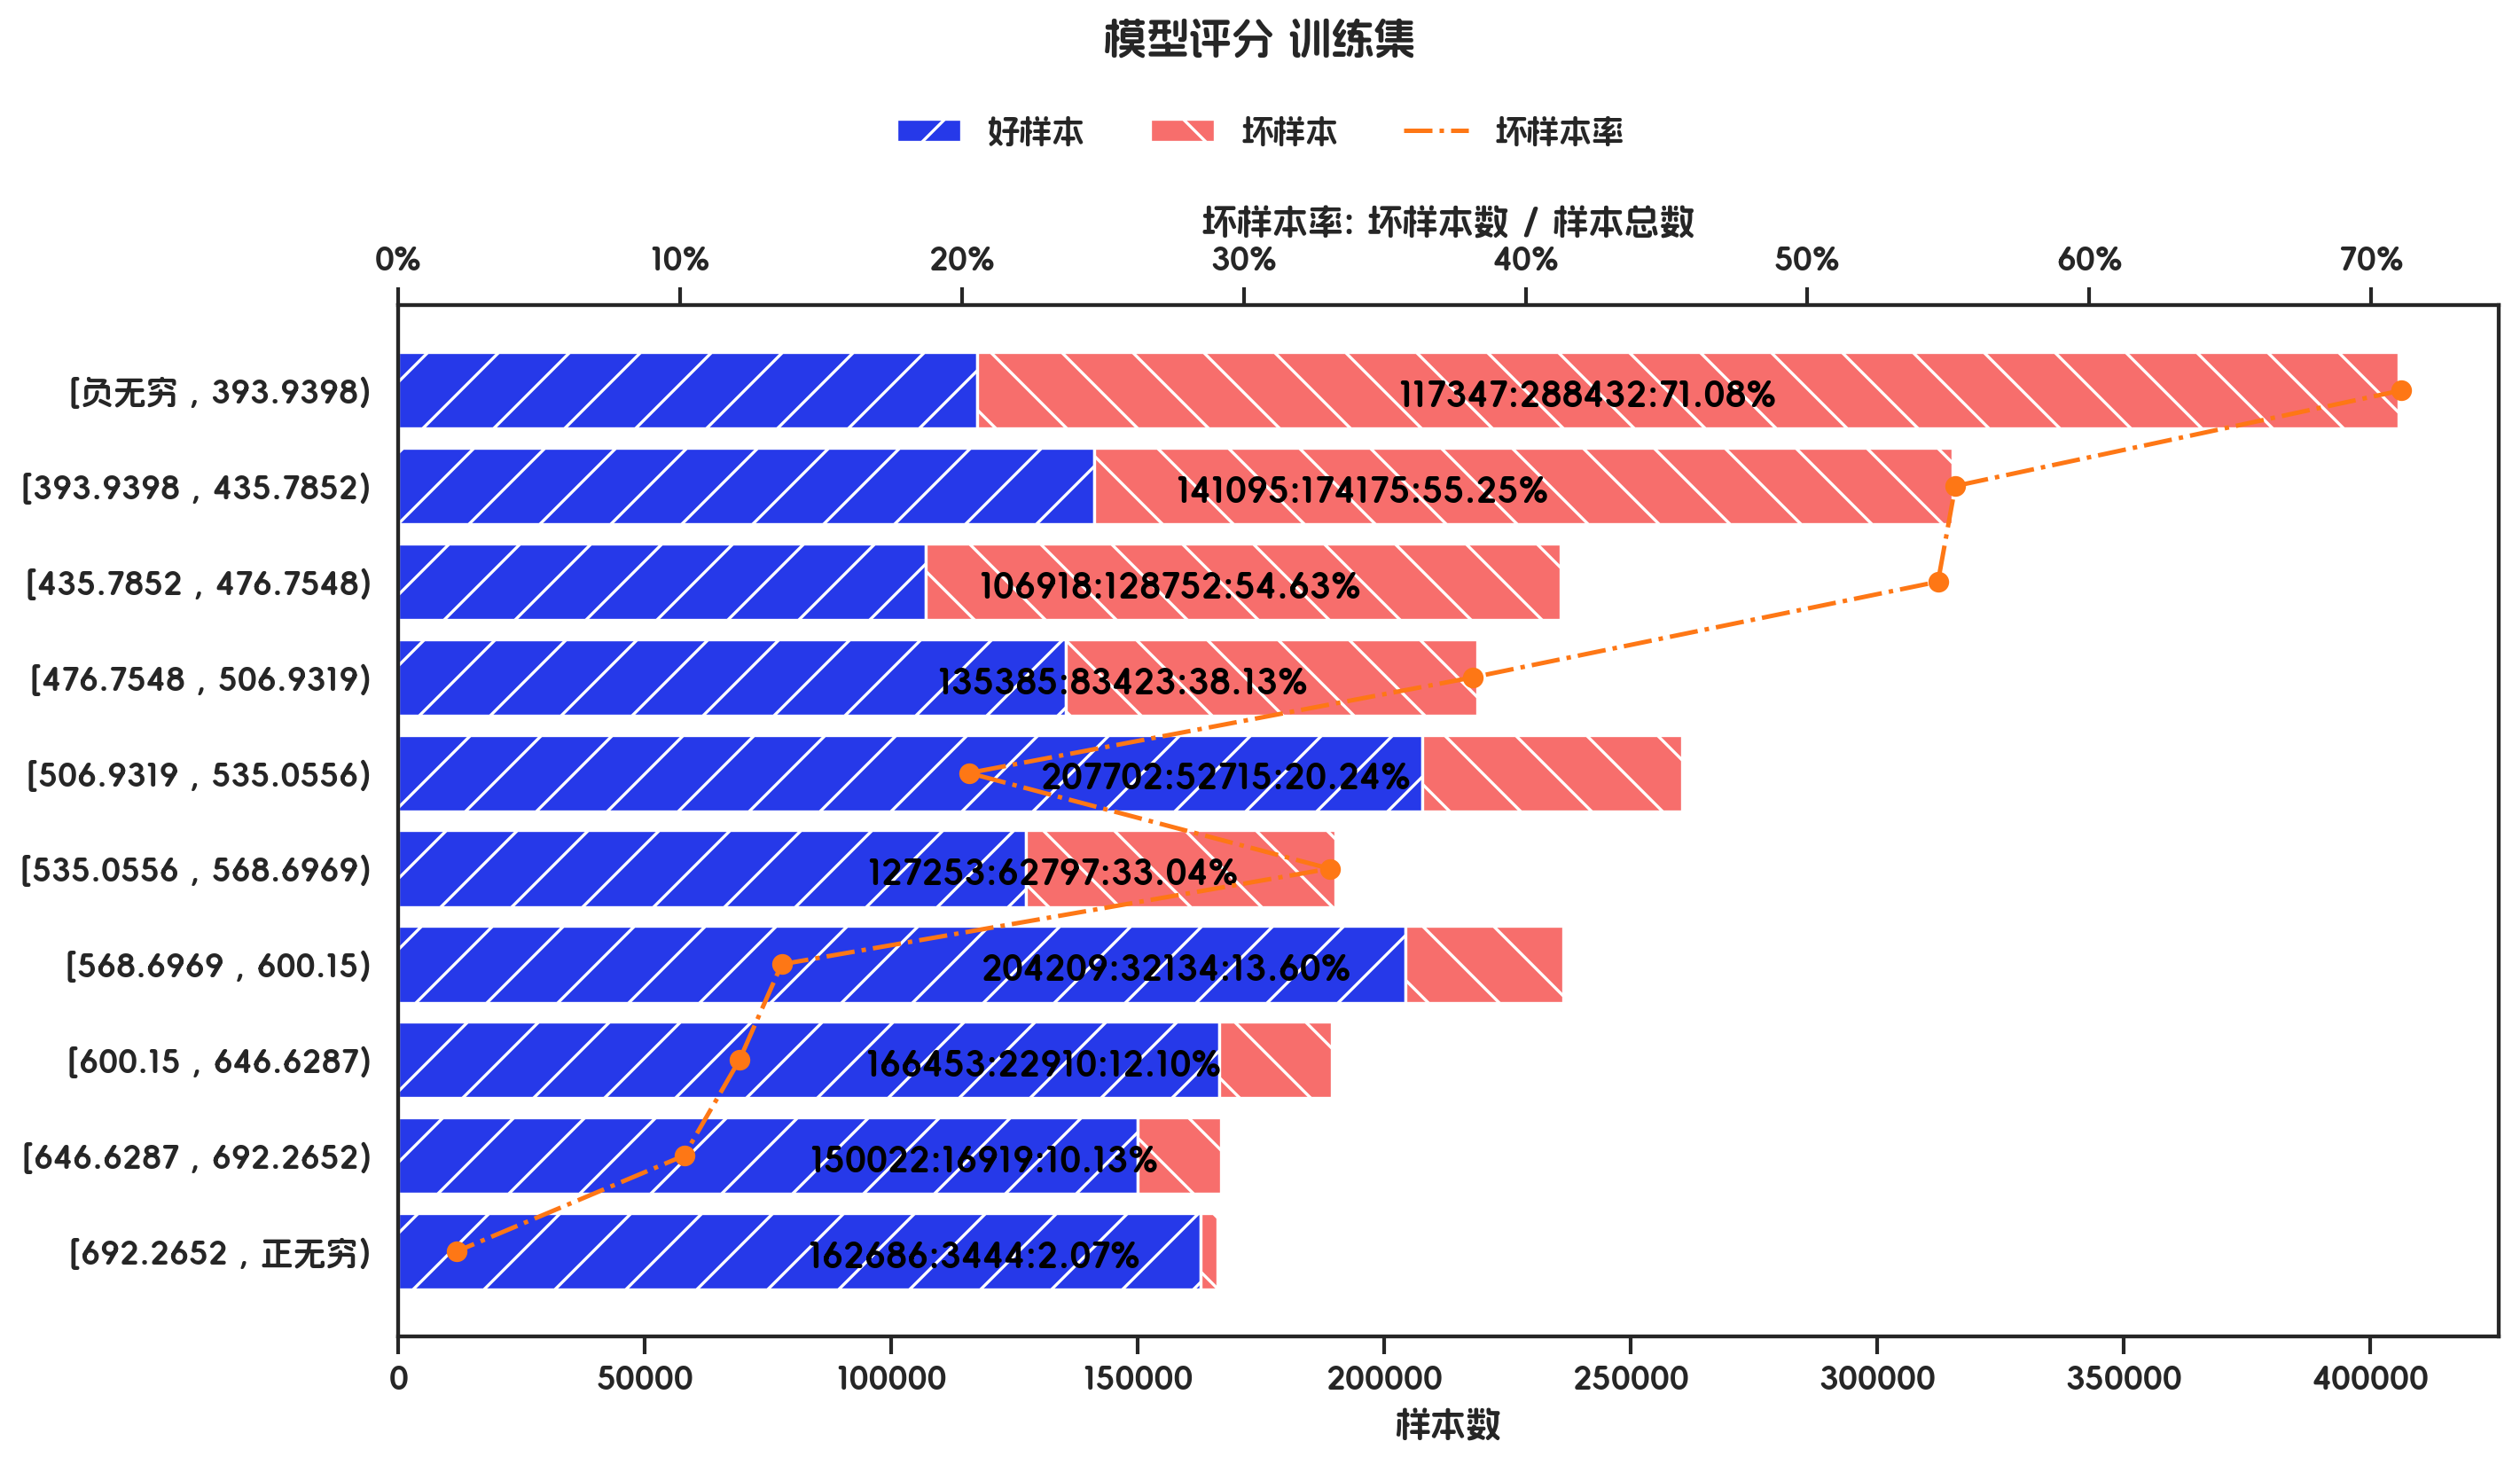 模型评分 训练集
好样本 坏样本 坏样本率
坏样本率: 坏样本数 / 样本总数
0% 10% 20% 30% 40% 50% 60% 70%
[负无穷 , 393.9398) 117347:288432:71.08%
[393.9398 , 435.7852) 141095:174175:55.25%
[435.7852 , 476.7548) 106918:128752:54.63%
[476.7548 , 506.9319) 135385:83423:38.13%
[506.9319 , 535.0556) 207702:52715:20.24%
[535.0556 , 568.6969) 127253:62797:33.04%
[568.6969 , 600.15) 204209:32134:13.60%
[600.15 , 646.6287) 166453:22910:12.10%
[646.6287 , 692.2652) 150022:16919:10.13%
[692.2652 , 正无穷) 162686:3444:2.07%
0 50000 100000 150000 200000 250000 300000 350000 400000
样本数